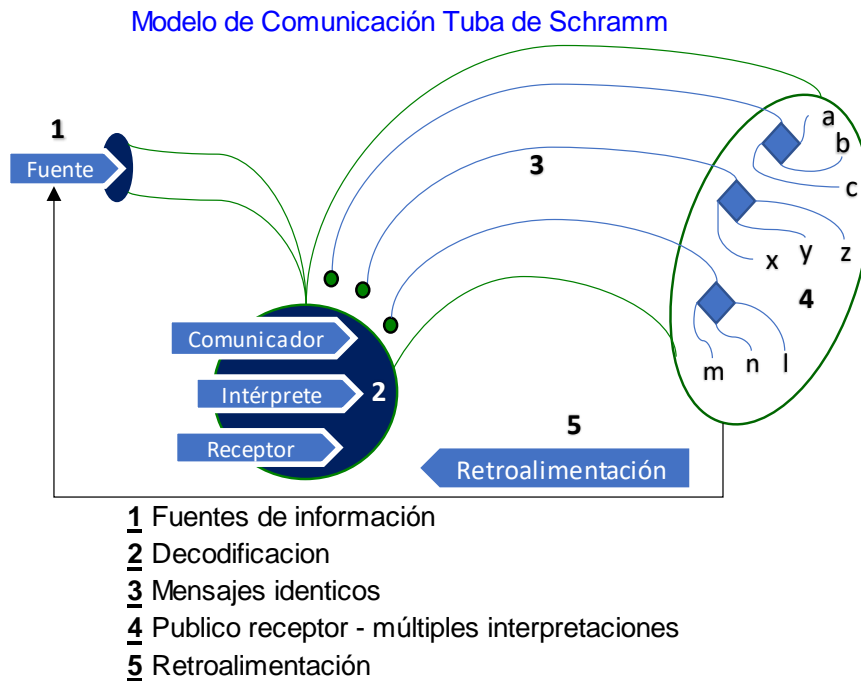 Modelo de Comunicación Tuba de Schramm
1
Fuente
3
a
b
c
x
y
z
4
m
n
l
Comunicador
Intérprete
2
Receptor
5
Retroalimentación
1 Fuentes de información
2 Decodificacion
3 Mensajes identicos
4 Publico receptor - múltiples interpretaciones
5 Retroalimentación